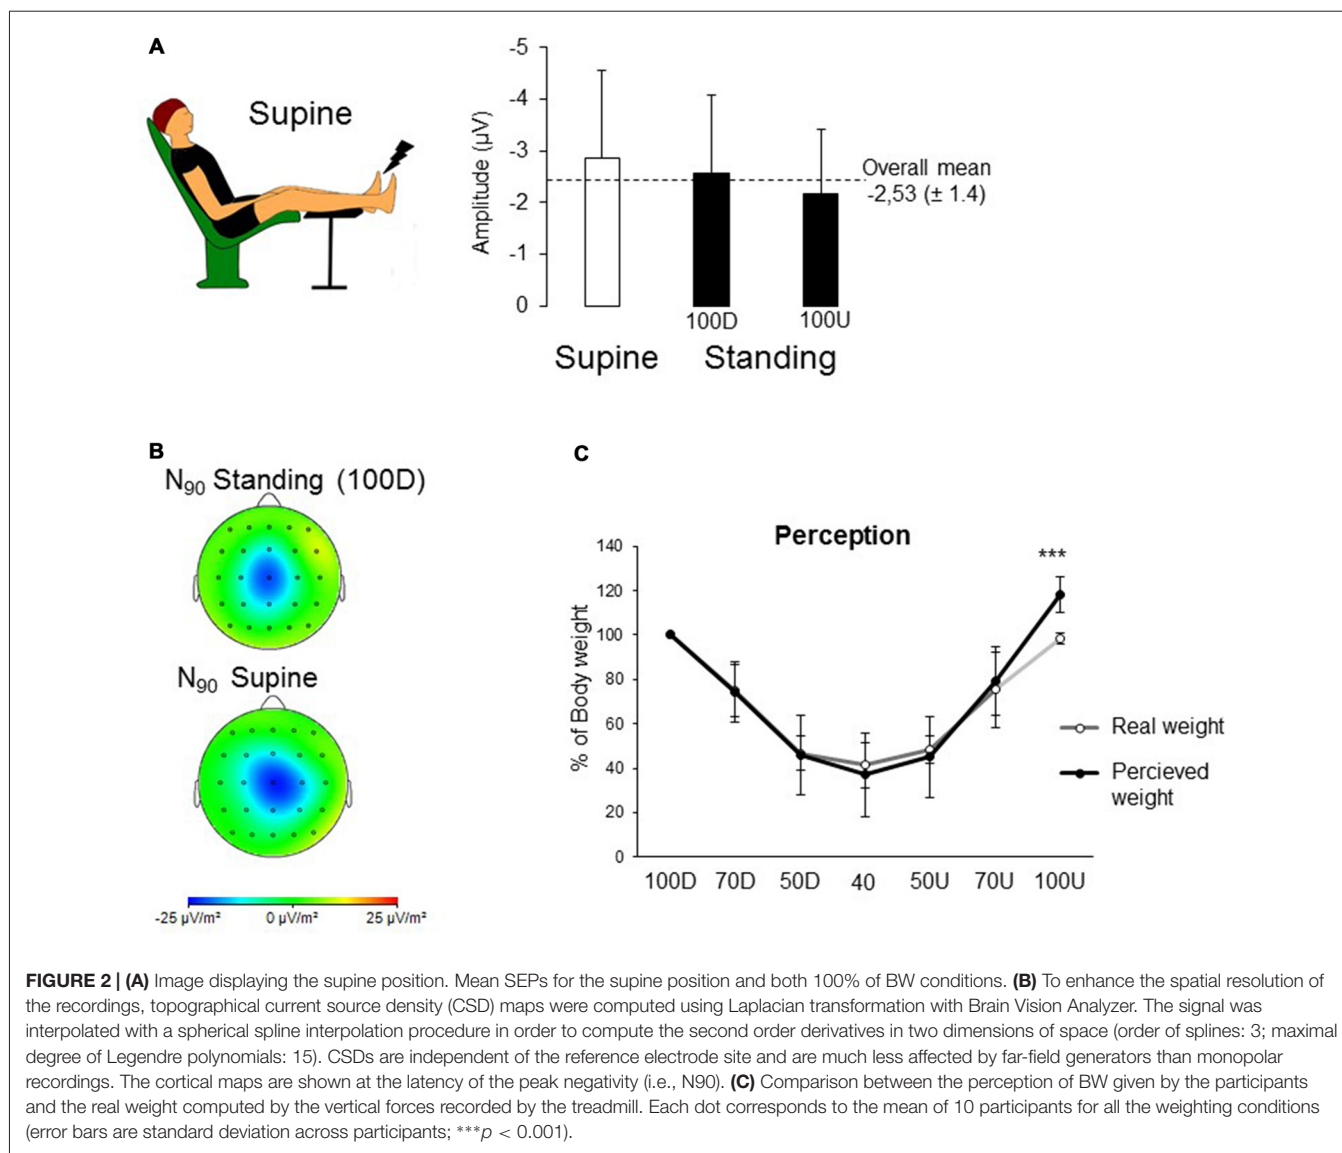 A
Supine
-5
-4
-3
-2
-1
0
Amplitude (µV)
Overall mean
-2,53 (± 1.4)
100D
100U
Supine
Standing
B
N₉₀ Standing (100D)
N₉₀ Supine
-25 µV/m²
0 µV/m²
25 µV/m²
C
Perception
140
120
100
80
60
40
20
0
% of Body weight
***
100D
70D
50D
40
50U
70U
100U
Real weight
Percieved
weight
FIGURE 2 | (A) Image displaying the supine position. Mean SEPs for the supine position and both 100% of BW conditions. (B) To enhance the spatial resolution of
the recordings, topographical current source density (CSD) maps were computed using Laplacian transformation with Brain Vision Analyzer. The signal was
interpolated with a spherical spline interpolation procedure in order to compute the second order derivatives in two dimensions of space (order of splines: 3; maximal
degree of Legendre polynomials: 15). CSDs are independent of the reference electrode site and are much less affected by far-field generators than monopolar
recordings. The cortical maps are shown at the latency of the peak negativity (i.e., N90). (C) Comparison between the perception of BW given by the participants
and the real weight computed by the vertical forces recorded by the treadmill. Each dot corresponds to the mean of 10 participants for all the weighting conditions
(error bars are standard deviation across participants; ***p < 0.001).